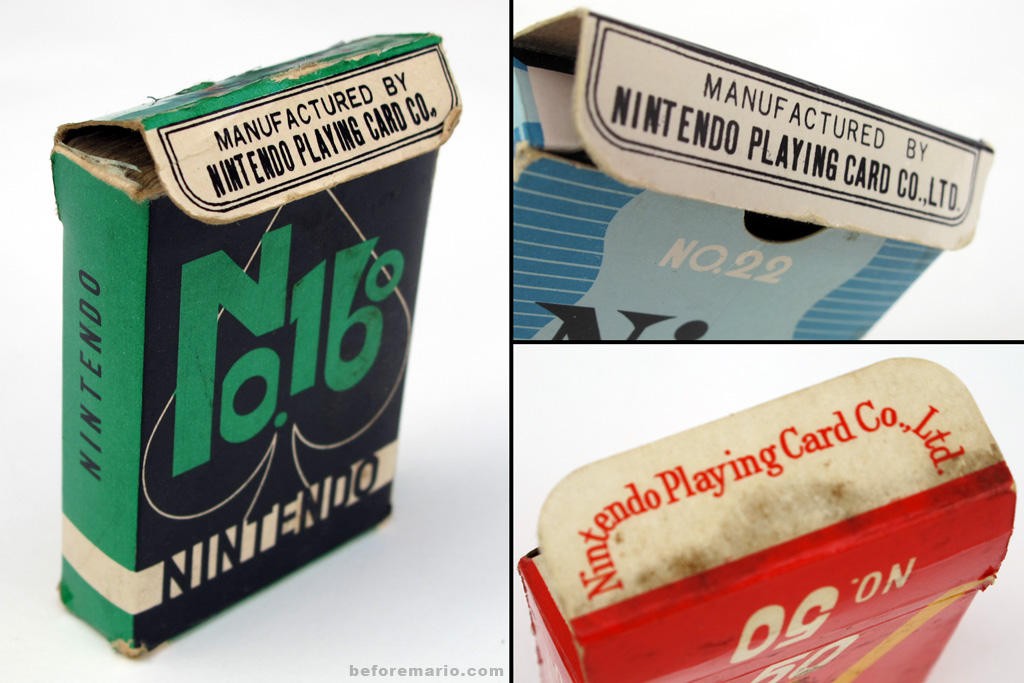 MANUFACTURED BY
NINTENDO PLAYING CARD CO.,
No.16
NINTENDO
NINTENDO
MANUFACTURED BY
NINTENDO PLAYING CARD CO.,LTD.
NO.22
Nintendo Playing Card Co., Ltd.
NO. 50
beforemario.com